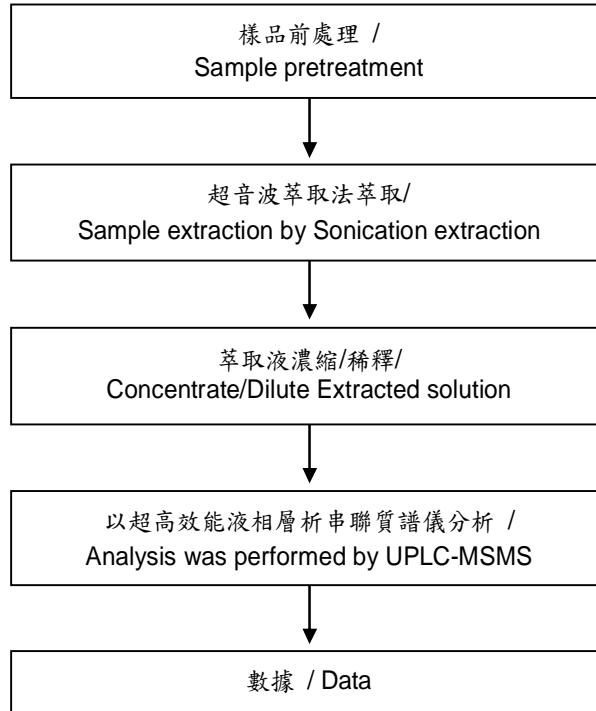 樣品前處理 /
Sample pretreatment
超音波萃取法萃取/
Sample extraction by Sonication extraction
萃取液濃縮/稀釋/
Concentrate/Dilute Extracted solution
以超高效能液相層析串聯質譜儀分析 /
Analysis was performed by UPLC-MSMS
數據 / Data